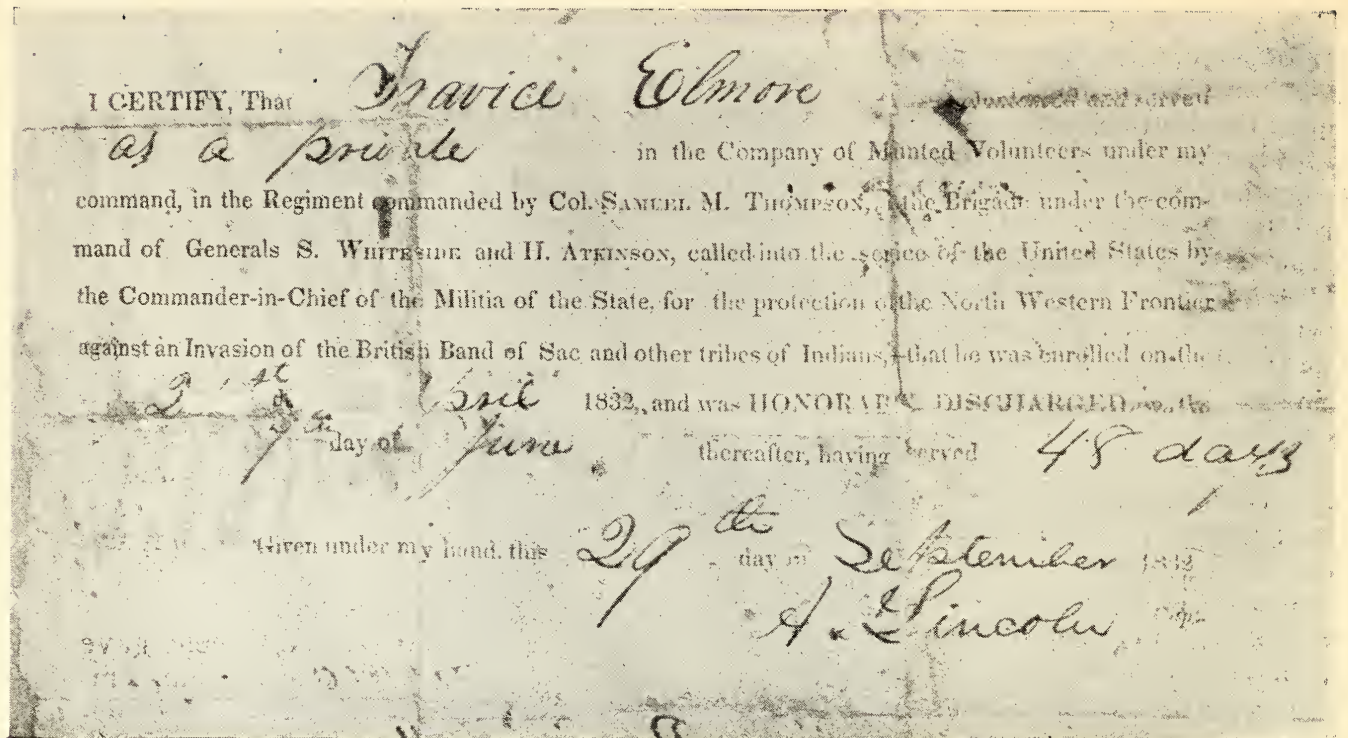 I CERTIFY, That Travice Elmore Volunteered and served
as a private in the Company of Mounted Volunteers under my
command, in the Regiment commanded by Col. SAMUEL M. THOMPSON, the Brigade under the com-
mand of Generals S. WHITESIDE and H. ATKINSON, called into the service of the United States by
the Commander-in-Chief of the Militia of the State, for the protection of the North Western Frontier
against an Invasion of the British Band of Sac and other tribes of Indians,—that he was enrolled on the
21st April 1832, and was HONORABLY DISCHARGED on the
7th day of June thereafter, having served 48 days
Given under my hand, this 29th day of September 1832
A. Lincoln